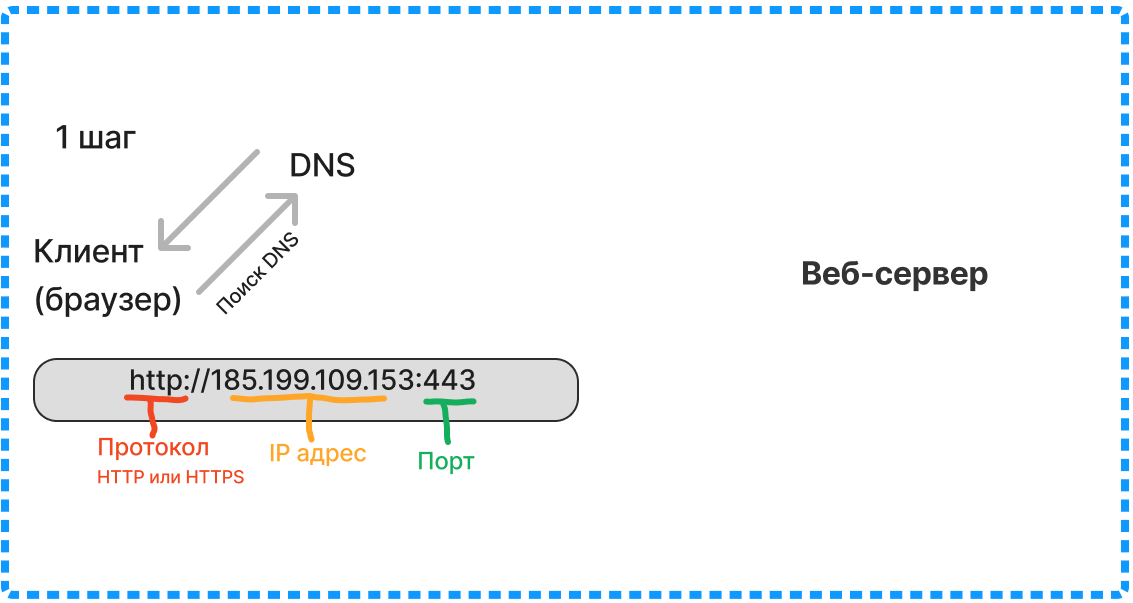 1 шаг
DNS
Клиент
(браузер)
Поиск DNS
Веб-сервер
http://185.199.109.153:443
Протокол
HTTP или HTTPS
IP адрес
Порт